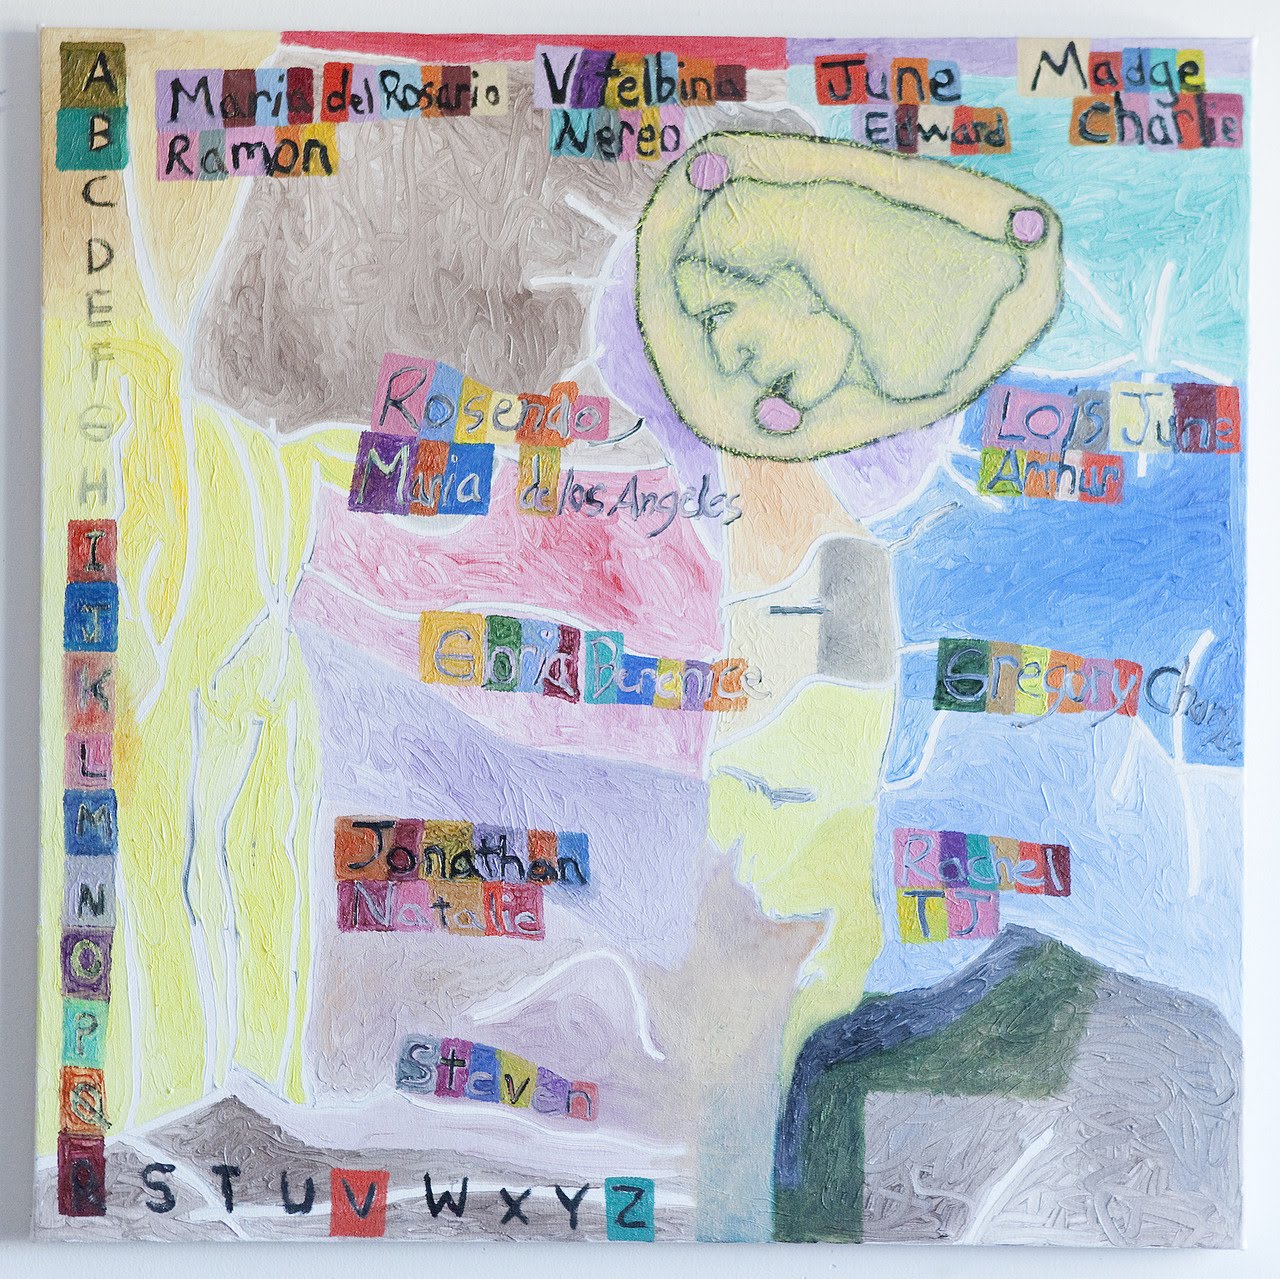 A
B
C
D
E
F
G
H
I
J
K
L
M
N
O
P
Q
R S T U V W X Y Z
Maria del Rosario
Ramon
Vitelbina
Nereo
June
Edward
Madge
Charlie
Rosendo
Maria de los Angeles
Lois June
Arthur
Gloria Berenice
Gregory
Jonathan
Natalie
Rachel
TJ
Steven